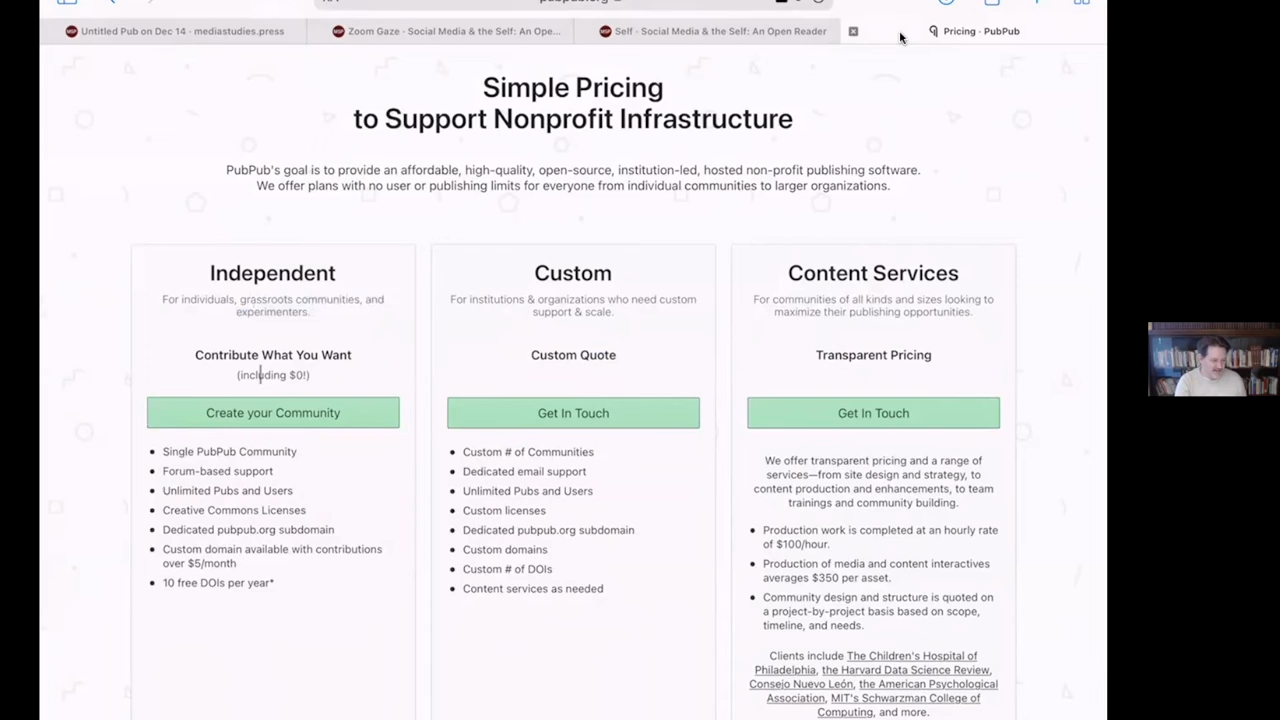 Untitled Pub on Dec 14 · mediastudies.press
Zoom Gaze · Social Media & the Self: An Ope...
Self · Social Media & the Self: An Open Reader
Pricing · PubPub
Simple Pricing
to Support Nonprofit Infrastructure
PubPub's goal is to provide an affordable, high-quality, open-source, institution-led, hosted non-profit publishing software.
We offer plans with no user or publishing limits for everyone from individual communities to larger organizations.
Independent
For individuals, grassroots communities, and
experimenters.
Contribute What You Want
(including $0!)
Create your Community
• Single PubPub Community
• Forum-based support
• Unlimited Pubs and Users
• Creative Commons Licenses
• Dedicated pubpub.org subdomain
• Custom domain available with contributions
over $5/month
• 10 free DOIs per year*
Custom
For institutions & organizations who need custom
support & scale.
Custom Quote
Get In Touch
• Custom # of Communities
• Dedicated email support
• Unlimited Pubs and Users
• Custom licenses
• Dedicated pubpub.org subdomain
• Custom domains
• Custom # of DOIs
• Content services as needed
Content Services
For communities of all kinds and sizes looking to
maximize their publishing opportunities.
Transparent Pricing
Get In Touch
We offer transparent pricing and a range of
services—from site design and strategy, to
content production and enhancements, to team
trainings and community building.
• Production work is completed at an hourly rate
of $100/hour.
• Production of media and content interactives
averages $350 per asset.
• Community design and structure is quoted on
a project-by-project basis based on scope,
timeline, and needs.
Clients include The Children's Hospital of
Philadelphia, the Harvard Data Science Review,
Consejo Nuevo León, the American Psychological
Association, MIT's Schwarzman College of
Computing, and more.